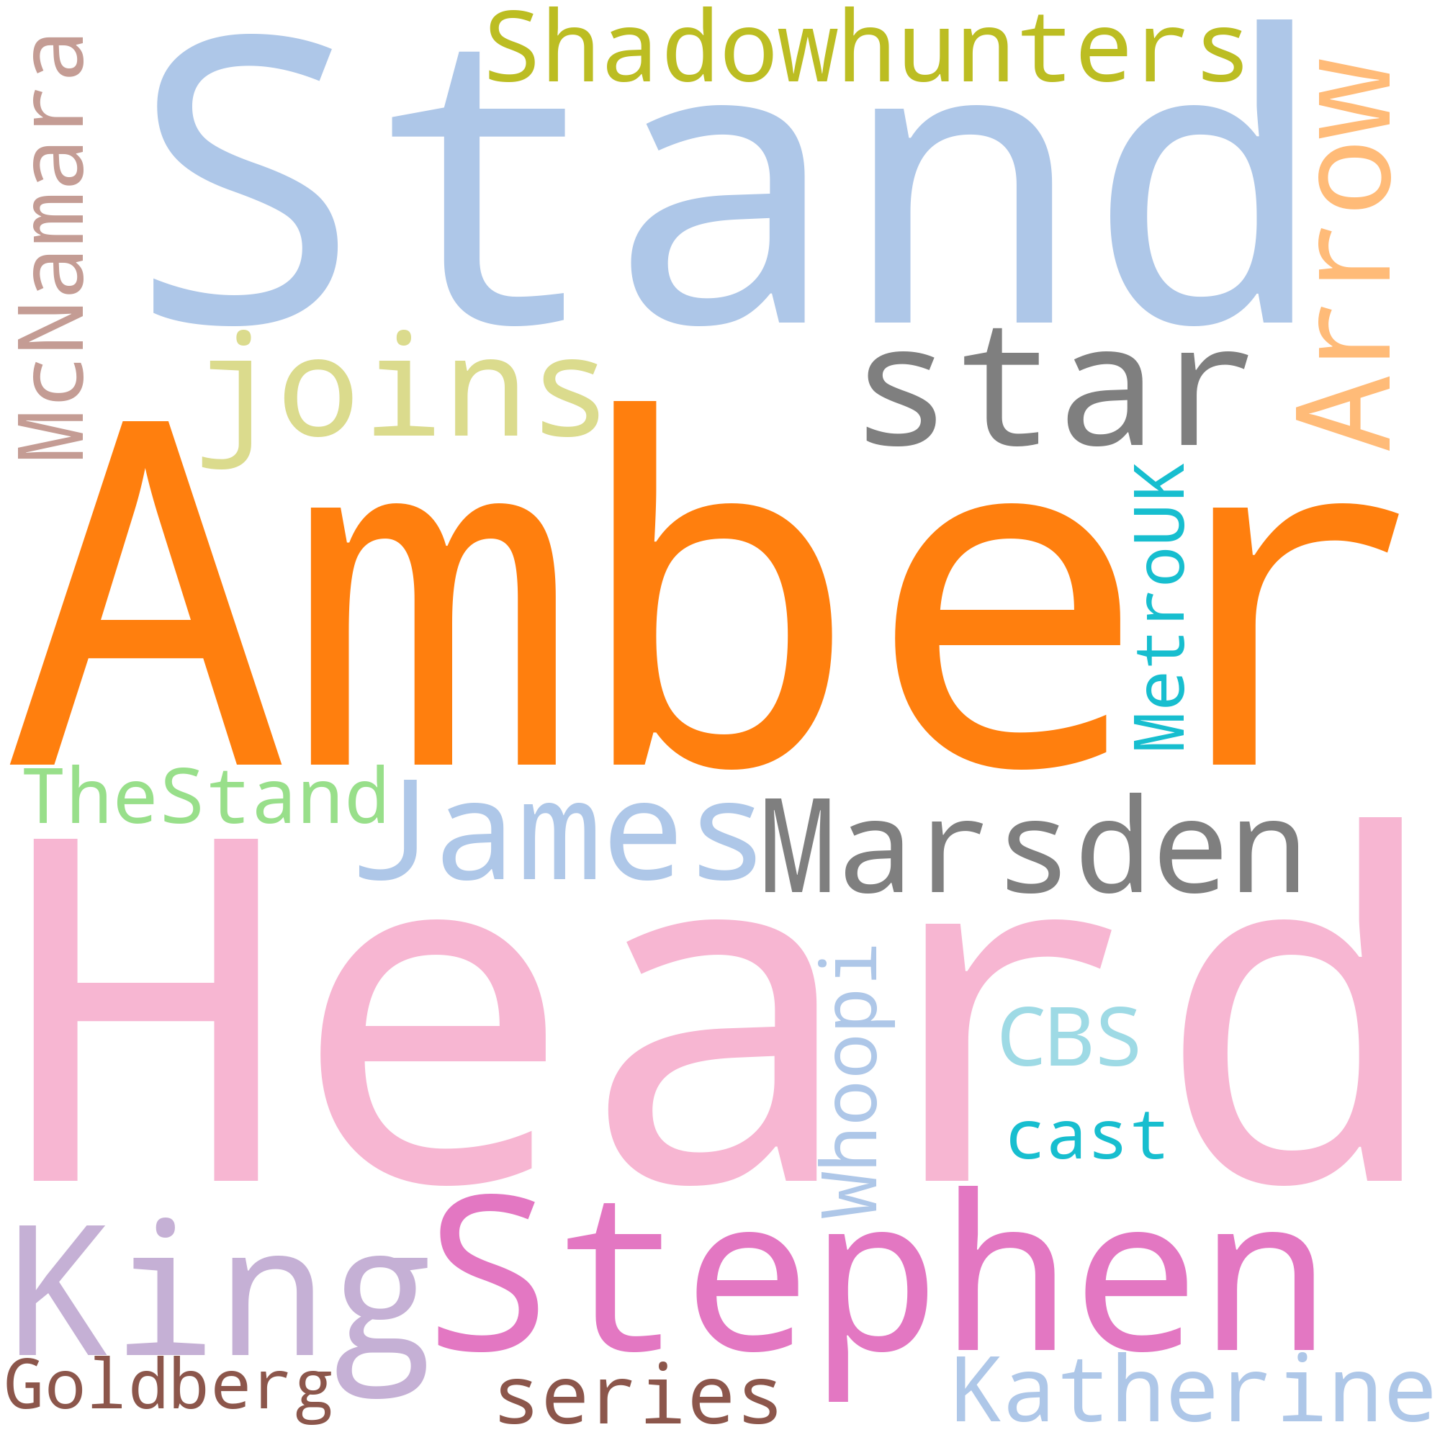 Shadowhunters
Stand
McNamara
Arrow
joins
star
Amber
MetroUK
TheStand
James
Marsden
Heard
Whoopi
CBS
cast
King
Stephen
Goldberg
series
Katherine